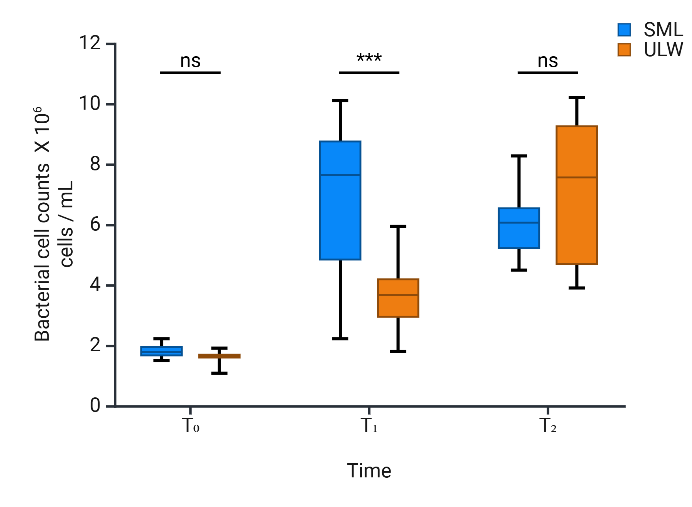 SML
ULW
12
10
8
6
4
2
0
Bacterial cell counts X 10⁶
cells / mL
ns
***
ns
T₀
T₁
T₂
Time